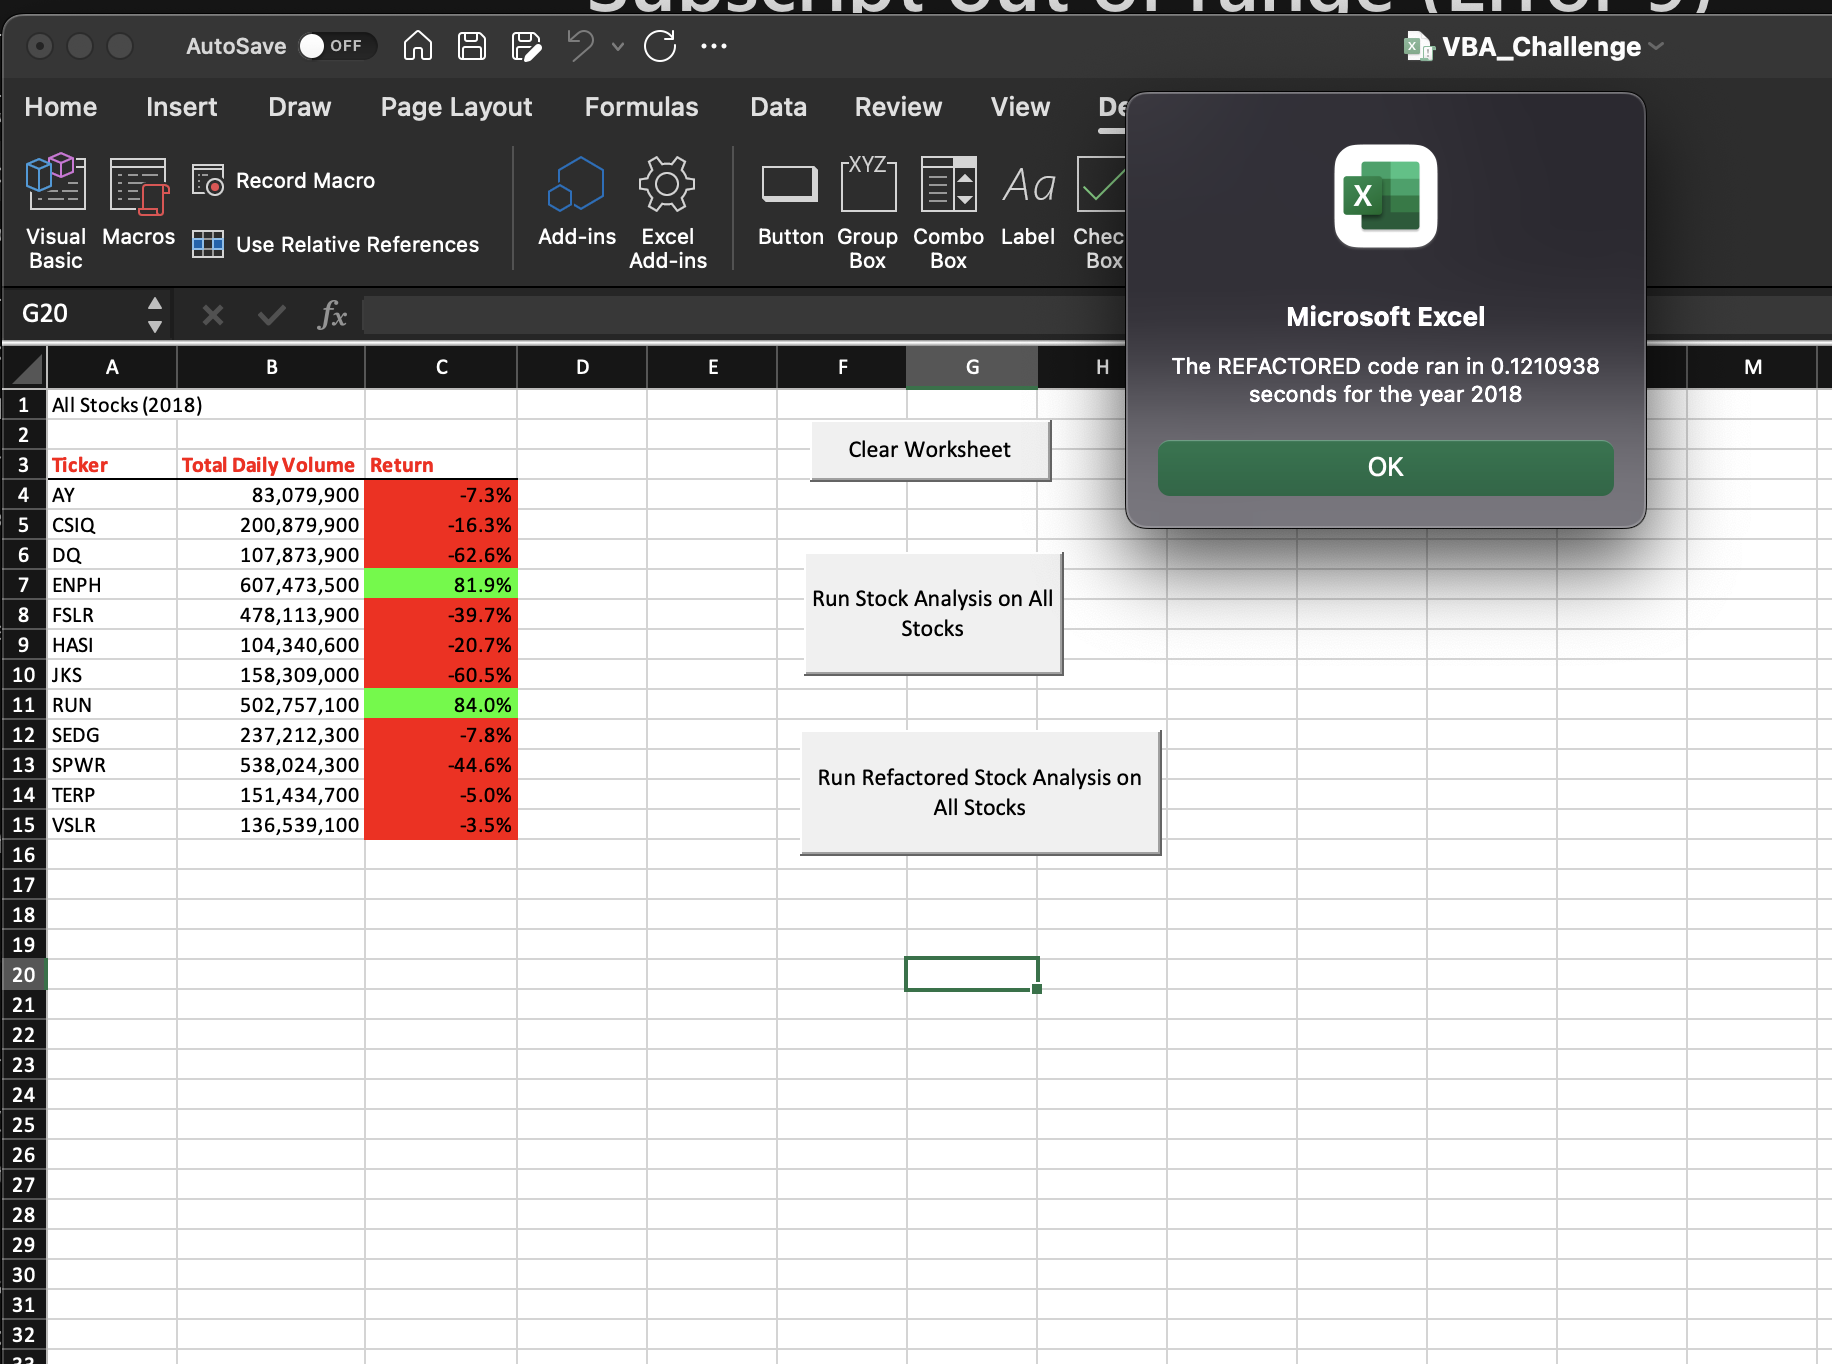 Subscript out of range (Error 9)
AutoSave OFF
VBA_Challenge
Home Insert Draw Page Layout Formulas Data Review View De
Visual Basic
Macros
Record Macro
Use Relative References
Add-ins
Excel Add-ins
Button
XYZ
Group Box
Combo Box
Aa
Label
Chec
Box
G20
fx
A B C D E F G H M
1 All Stocks (2018)
2
3 Ticker Total Daily Volume Return
4 AY 83,079,900 -7.3%
5 CSIQ 200,879,900 -16.3%
6 DQ 107,873,900 -62.6%
7 ENPH 607,473,500 81.9%
8 FSLR 478,113,900 -39.7%
9 HASI 104,340,600 -20.7%
10 JKS 158,309,000 -60.5%
11 RUN 502,757,100 84.0%
12 SEDG 237,212,300 -7.8%
13 SPWR 538,024,300 -44.6%
14 TERP 151,434,700 -5.0%
15 VSLR 136,539,100 -3.5%
16
17
18
19
20
21
22
23
24
25
26
27
28
29
30
31
32
33
Clear Worksheet
Run Stock Analysis on All
Stocks
Run Refactored Stock Analysis on
All Stocks
X
Microsoft Excel
The REFACTORED code ran in 0.1210938
seconds for the year 2018
OK